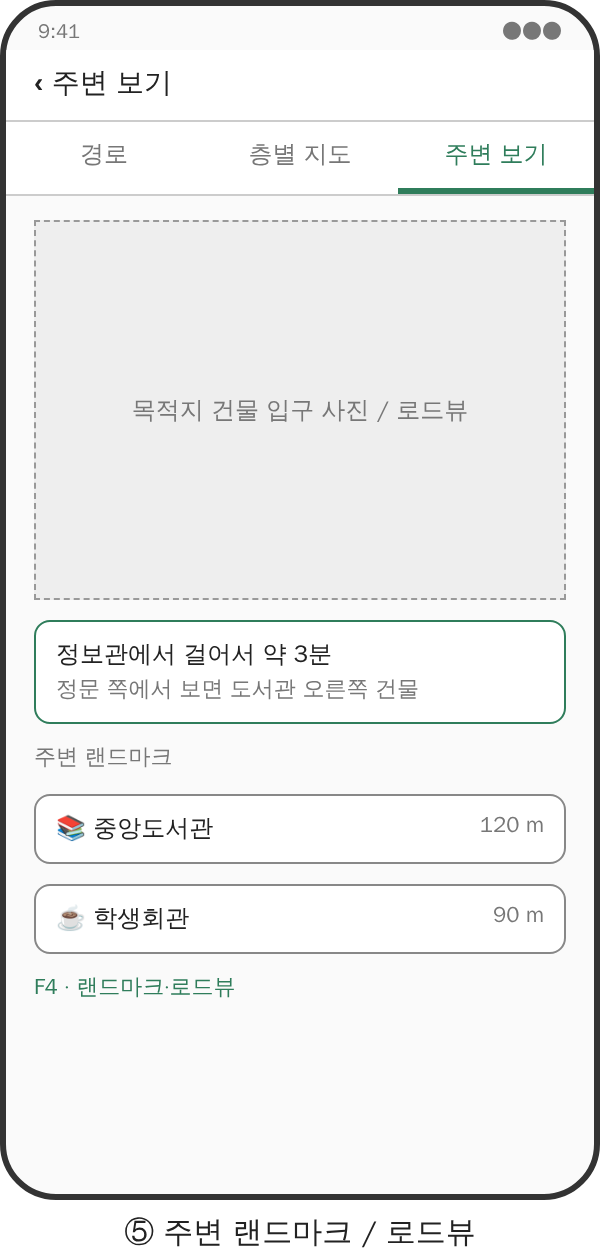 9:41
‹ 주변 보기
경로 층별 지도 주변 보기
목적지 건물 입구 사진 / 로드뷰
정보관에서 걸어서 약 3분
정문 쪽에서 보면 도서관 오른쪽 건물
주변 랜드마크
📚 중앙도서관 120 m
☕ 학생회관 90 m
F4 · 랜드마크·로드뷰
⑤ 주변 랜드마크 / 로드뷰